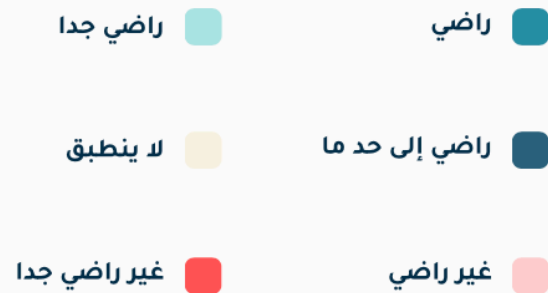 راضي
راضي جدا
راضي إلى حد ما
لا ينطبق
غير راضي
غير راضي جدا